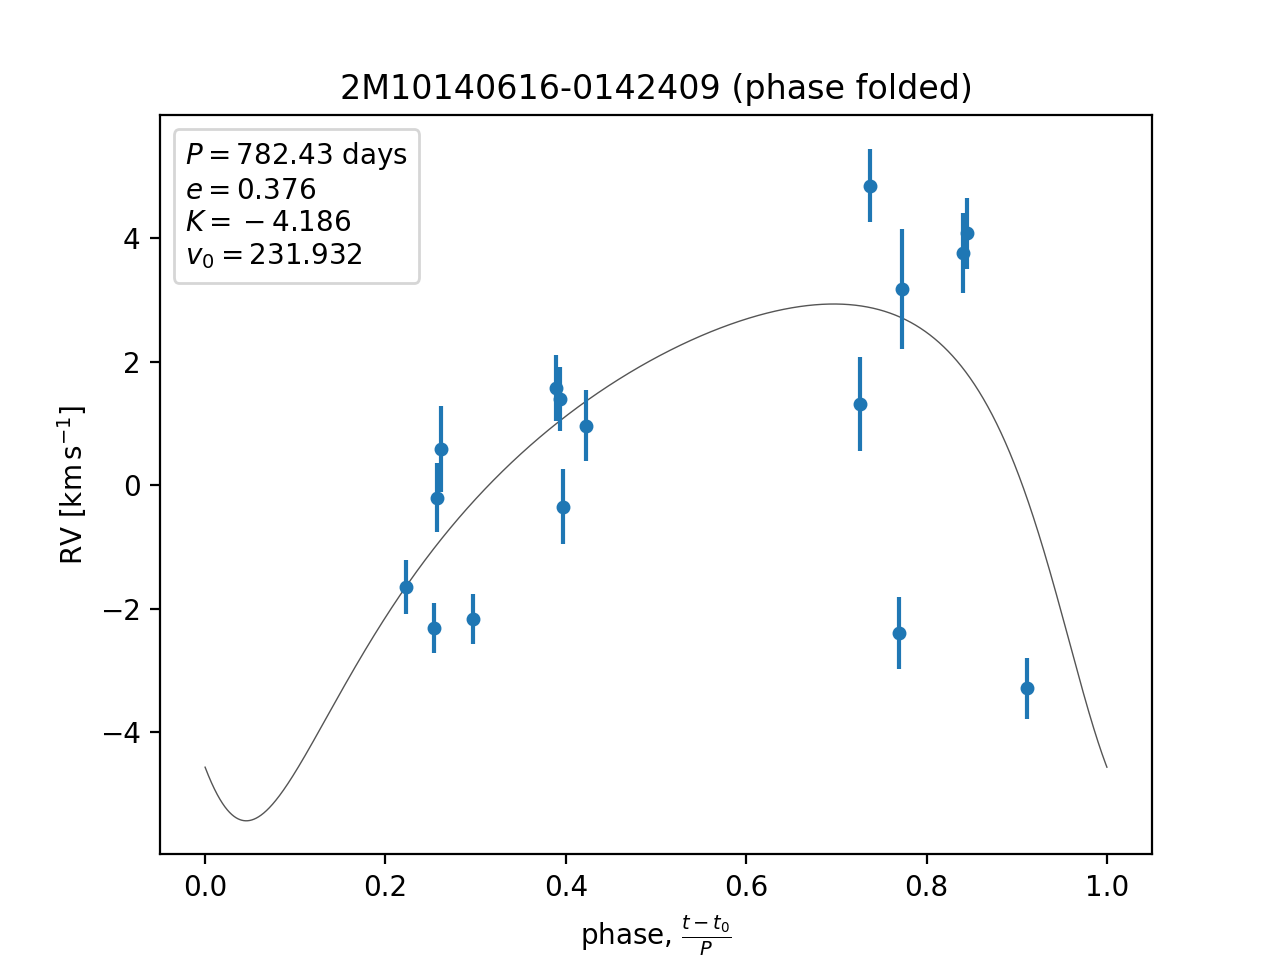 2M10140616-0142409 (phase folded)
P = 782.43 days
e = 0.376
K = −4.186
v₀ = 231.932
4
2
0
−2
−4
RV [km s⁻¹]
0.0 0.2 0.4 0.6 0.8 1.0
phase, (t − t₀)/P